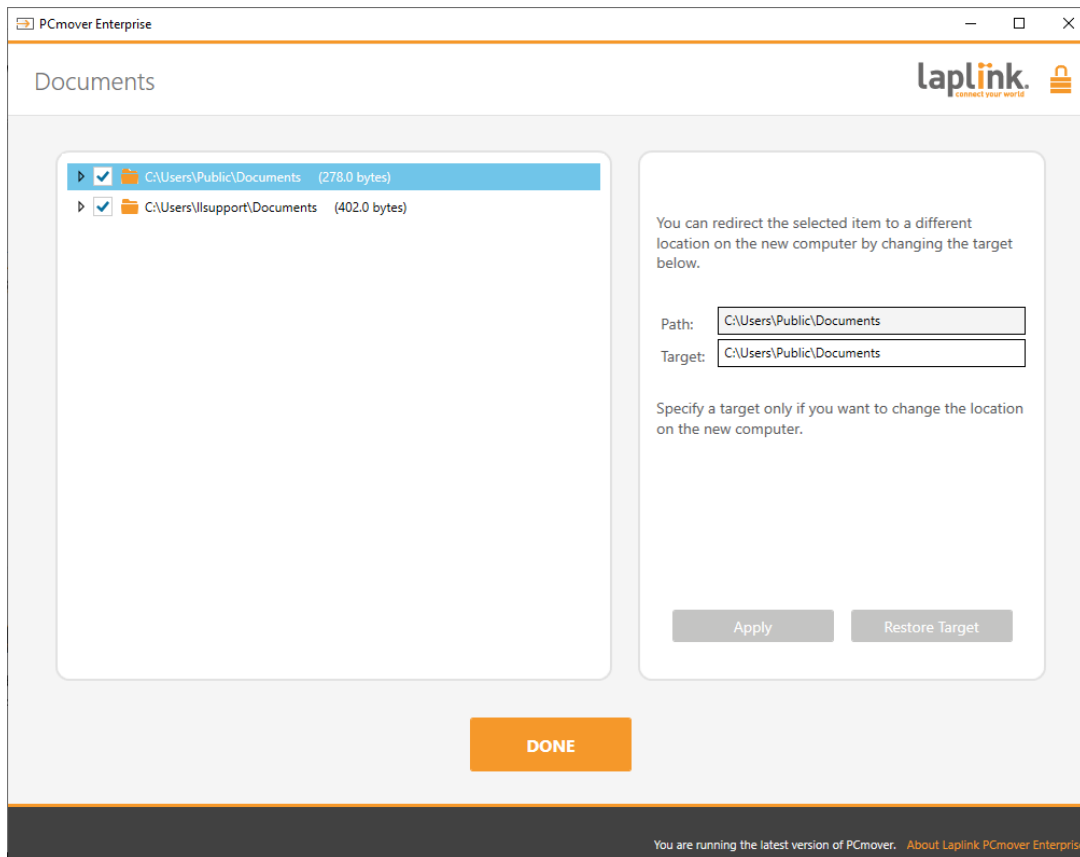 PCmover Enterprise
Documents
laplink.
connect your world
C:\Users\Public\Documents (278.0 bytes)
C:\Users\llsupport\Documents (402.0 bytes)
You can redirect the selected item to a different
location on the new computer by changing the target
below.
Path: C:\Users\Public\Documents
Target: C:\Users\Public\Documents
Specify a target only if you want to change the location
on the new computer.
Apply Restore Target
DONE
You are running the latest version of PCmover. About Laplink PCmover Enterprise